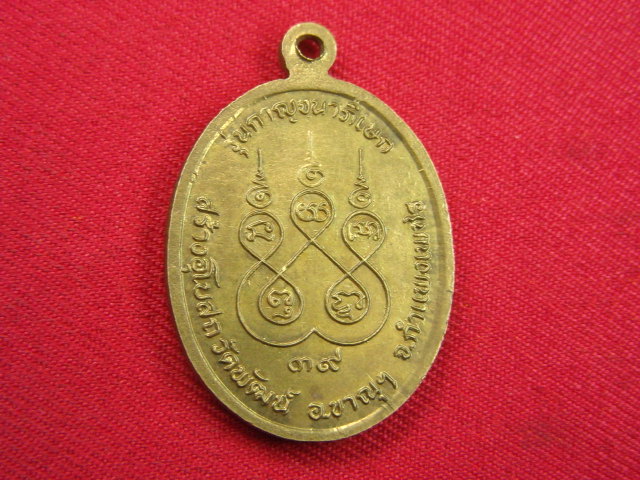 รุ่นกาญจนาภิเษก
๓๙
สร้างอุโบสถ วัดพัฒน์ อ.ขาณุฯ จ.กำแพงเพชร